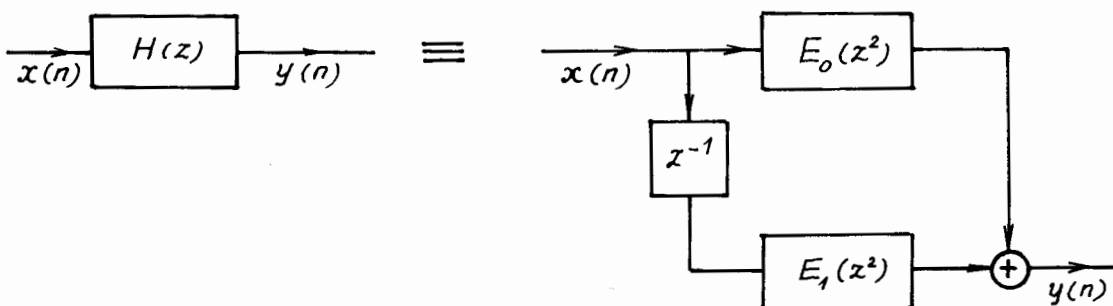 H(z)
x(n)
y(n)
≡
x(n)
E₀(z²)
z⁻¹
E₁(z²)
+
y(n)